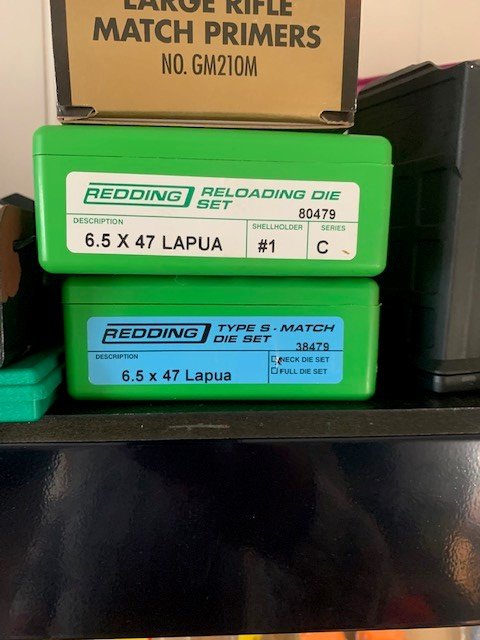 LARGE RIFLE
MATCH PRIMERS
NO. GM210M
REDDING RELOADING DIE
SET
80479
DESCRIPTION
6.5 X 47 LAPUA
SHELLHOLDER
#1
SERIES
C
REDDING TYPE S - MATCH
DIE SET
38479
DESCRIPTION
6.5 x 47 Lapua
NECK DIE SET
FULL DIE SET